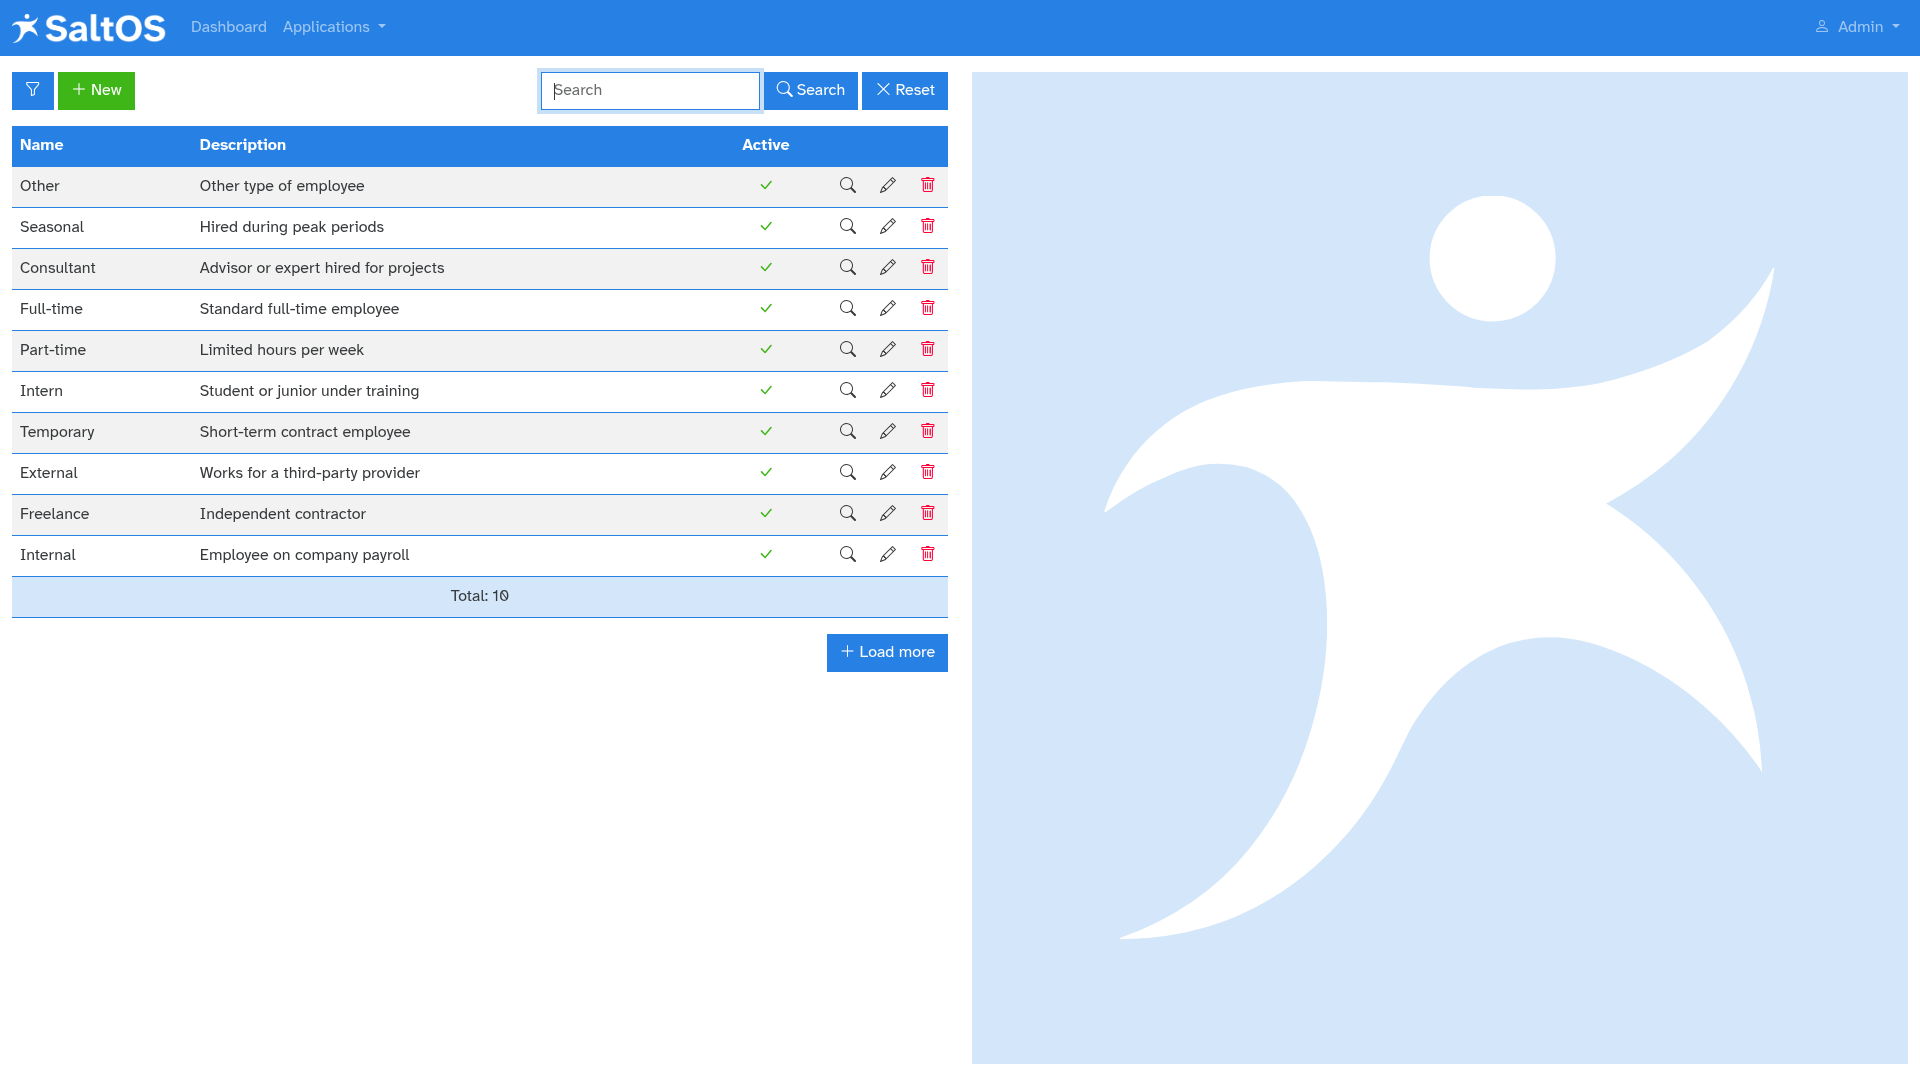 SaltOS Dashboard Applications Admin
New Search Search Reset
Name Description Active
Other Other type of employee
Seasonal Hired during peak periods
Consultant Advisor or expert hired for projects
Full-time Standard full-time employee
Part-time Limited hours per week
Intern Student or junior under training
Temporary Short-term contract employee
External Works for a third-party provider
Freelance Independent contractor
Internal Employee on company payroll
Total: 10
Load more